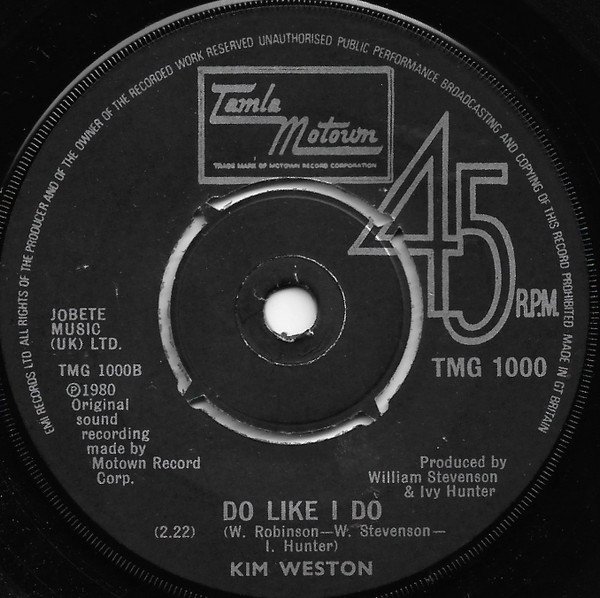 EMI RECORDS LTD ALL RIGHTS OF THE PRODUCER AND OF THE OWNER OF THE RECORDED WORK RESERVED UNAUTHORISED PUBLIC PERFORMANCE BROADCASTING AND COPYING OF THIS RECORD PROHIBITED MADE IN GT BRITAIN
Tamla
Motown
TRADE MARK OF MOTOWN RECORD CORPORATION
45
R.P.M.
JOBETE
MUSIC
(UK) LTD.
TMG 1000
TMG 1000B
Ⓟ1980
Original
sound
recording
made by
Motown Record
Corp.
Produced by
William Stevenson
& Ivy Hunter
DO LIKE I DO
(2.22) (W. Robinson—W. Stevenson—
I. Hunter)
KIM WESTON